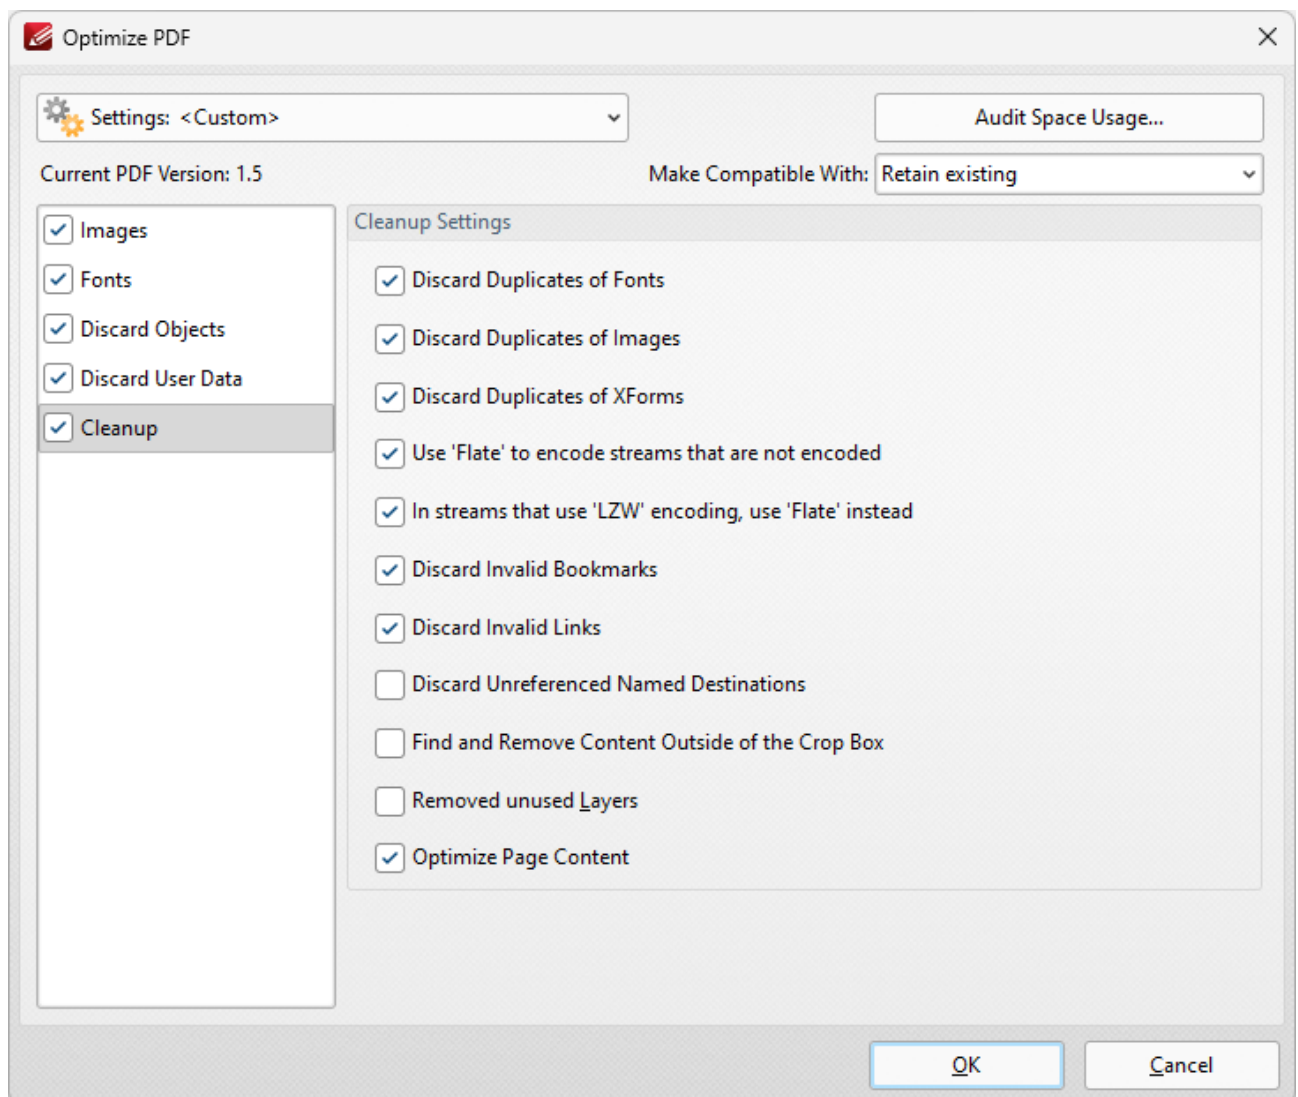 Optimize PDF
Settings: <Custom>
Audit Space Usage...
Current PDF Version: 1.5
Make Compatible With: Retain existing
Images
Fonts
Discard Objects
Discard User Data
Cleanup
Cleanup Settings
Discard Duplicates of Fonts
Discard Duplicates of Images
Discard Duplicates of XForms
Use 'Flate' to encode streams that are not encoded
In streams that use 'LZW' encoding, use 'Flate' instead
Discard Invalid Bookmarks
Discard Invalid Links
Discard Unreferenced Named Destinations
Find and Remove Content Outside of the Crop Box
Removed unused Layers
Optimize Page Content
OK
Cancel